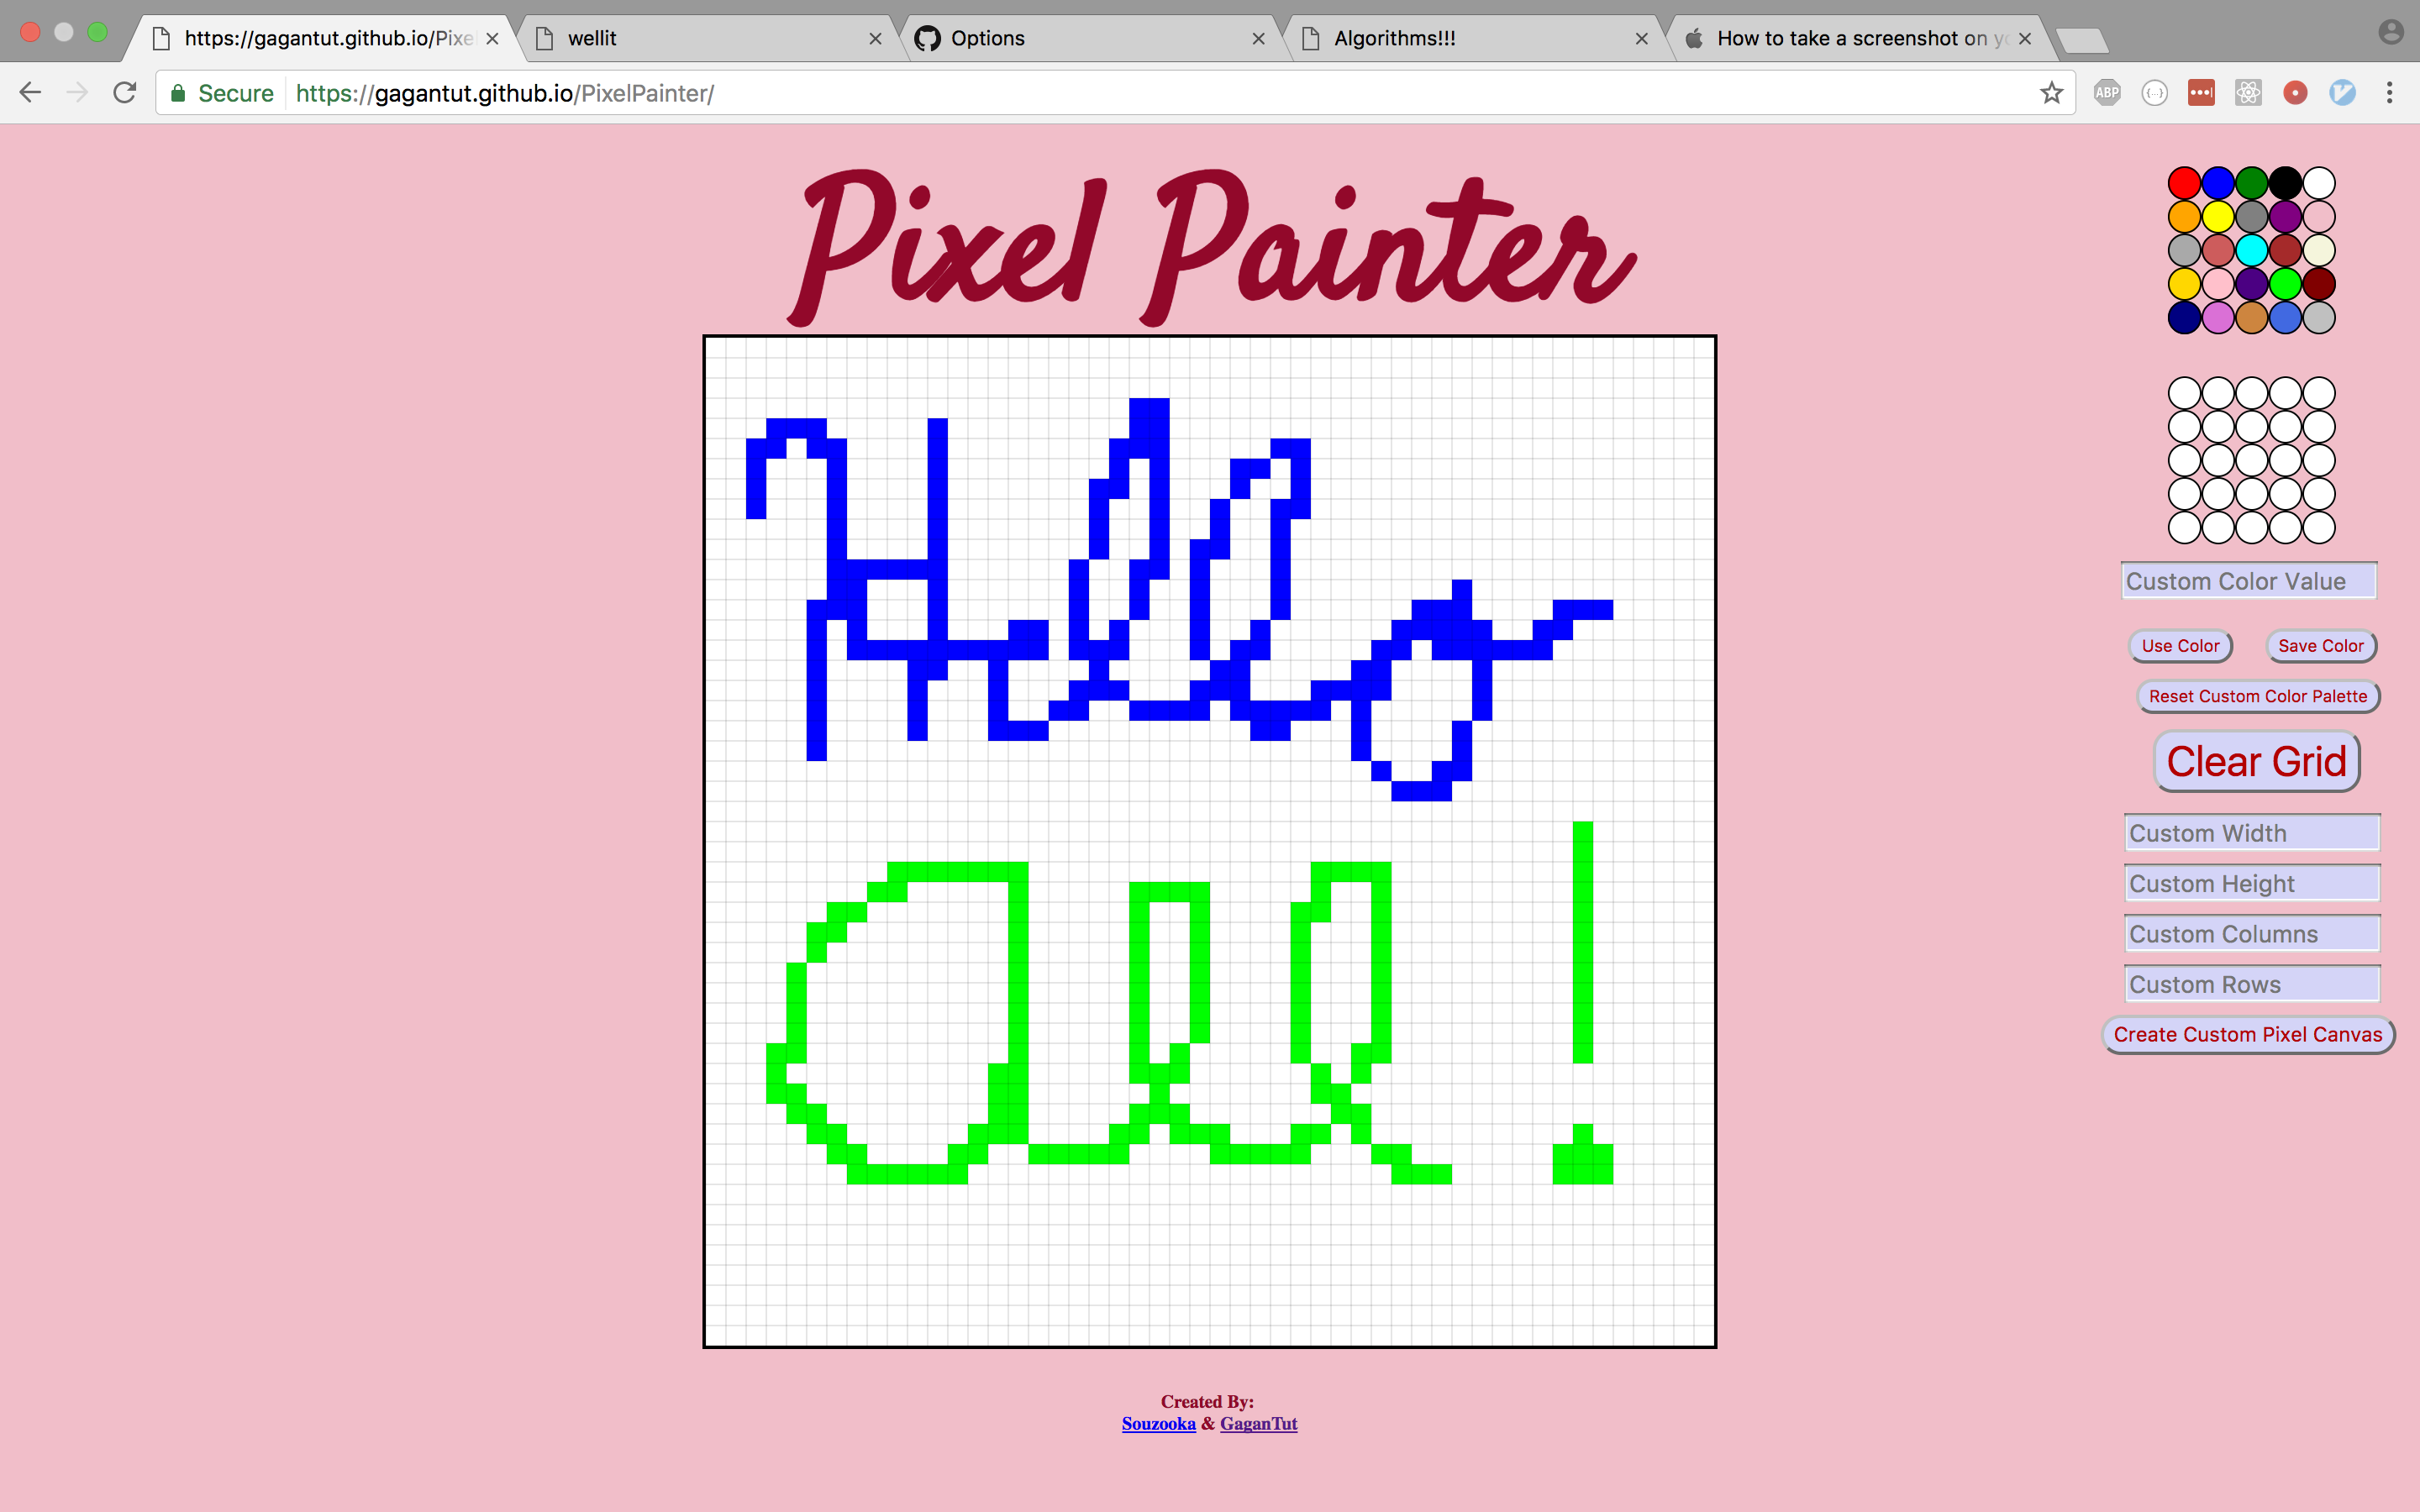 https://gagantut.github.io/Pixe
wellit
Options
Algorithms!!!
How to take a screenshot on yo
Secure https://gagantut.github.io/PixelPainter/
ABP
Pixel Painter
Hello
all!
Custom Color Value
Use Color Save Color
Reset Custom Color Palette
Clear Grid
Custom Width
Custom Height
Custom Columns
Custom Rows
Create Custom Pixel Canvas
Created By:
Souzooka & GaganTut